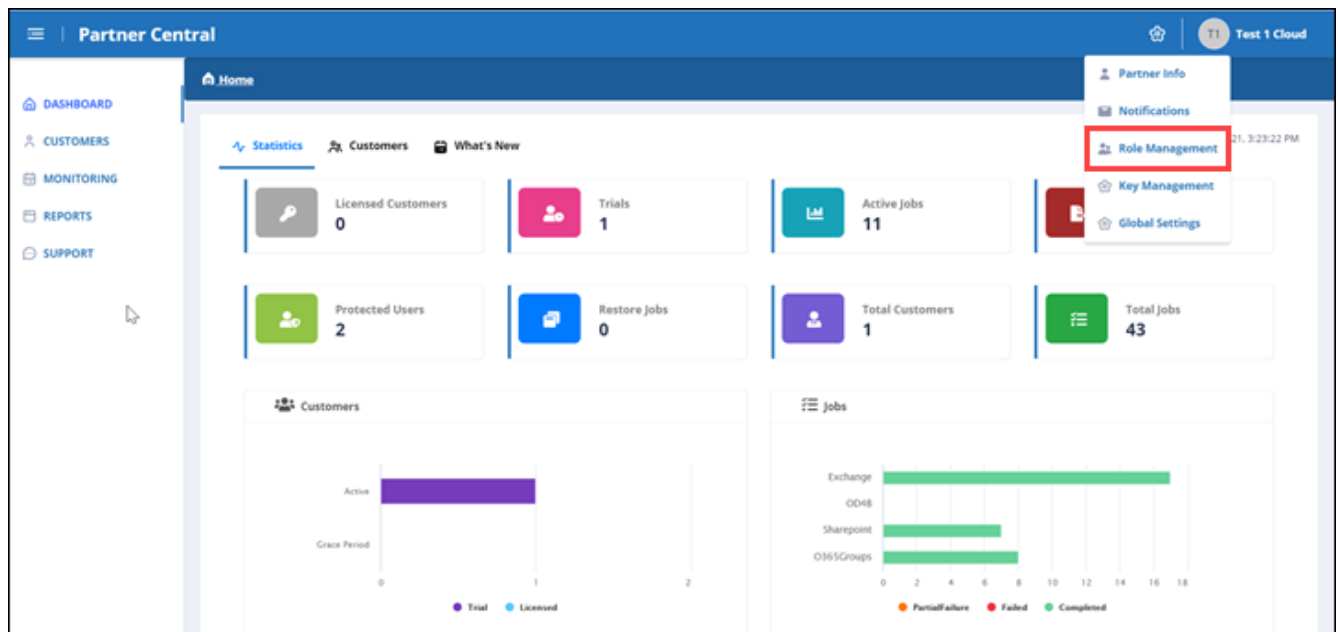 Partner Central
T1 Test 1 Cloud
Home
Partner Info
Notifications
Role Management
Key Management
Global Settings
DASHBOARD
CUSTOMERS
MONITORING
REPORTS
SUPPORT
Statistics Customers What's New
21, 3:23:22 PM
Licensed Customers
0
Trials
1
Active Jobs
11
Protected Users
2
Restore Jobs
0
Total Customers
1
Total Jobs
43
Customers
Active
Grace Period
0 1 2
Trial Licensed
Jobs
Exchange
OD4B
Sharepoint
O365Groups
0 2 4 6 8 10 12 14 16 18
PartialFailure Failed Completed